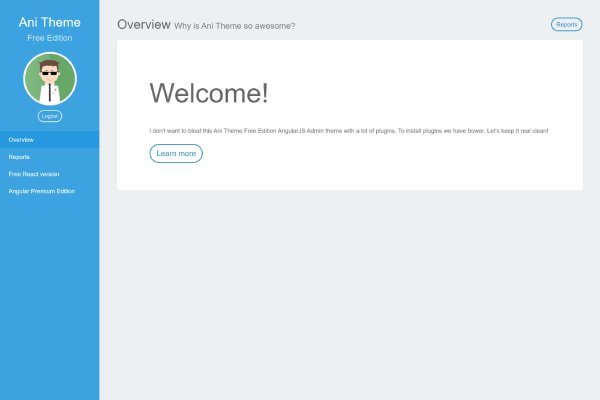 Ani Theme
Free Edition
Logout
Overview
Reports
Free React version
Angular Premium Edition
Overview Why is Ani Theme so awesome?
Reports
Welcome!
I don't want to bloat this Ani Theme Free Edition AngularJS Admin theme with a lot of plugins. To install plugins we have bower. Let's keep it real clean!
Learn more